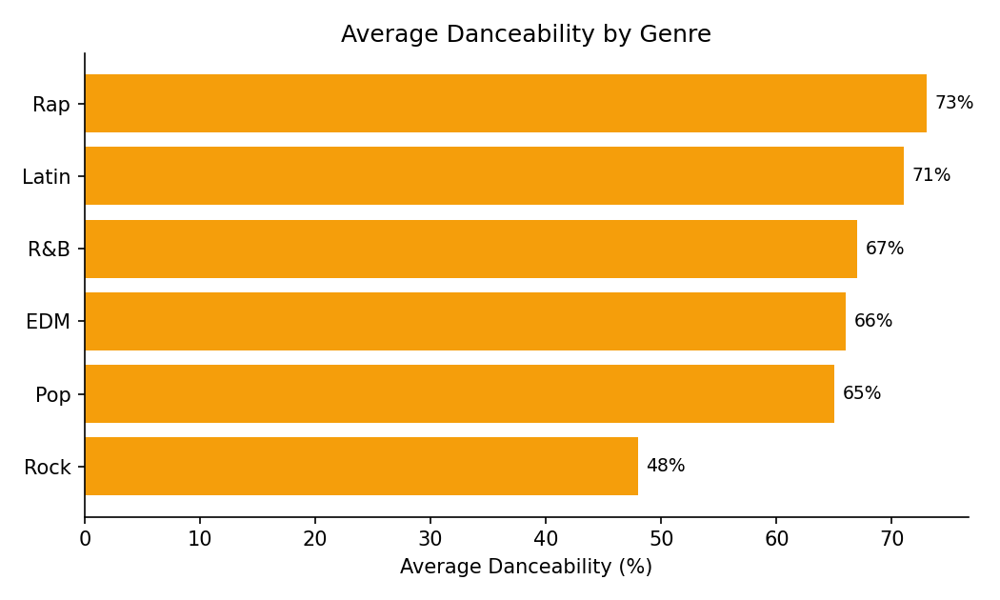 Average Danceability by Genre
Rap 73%
Latin 71%
R&B 67%
EDM 66%
Pop 65%
Rock 48%
0 10 20 30 40 50 60 70
Average Danceability (%)